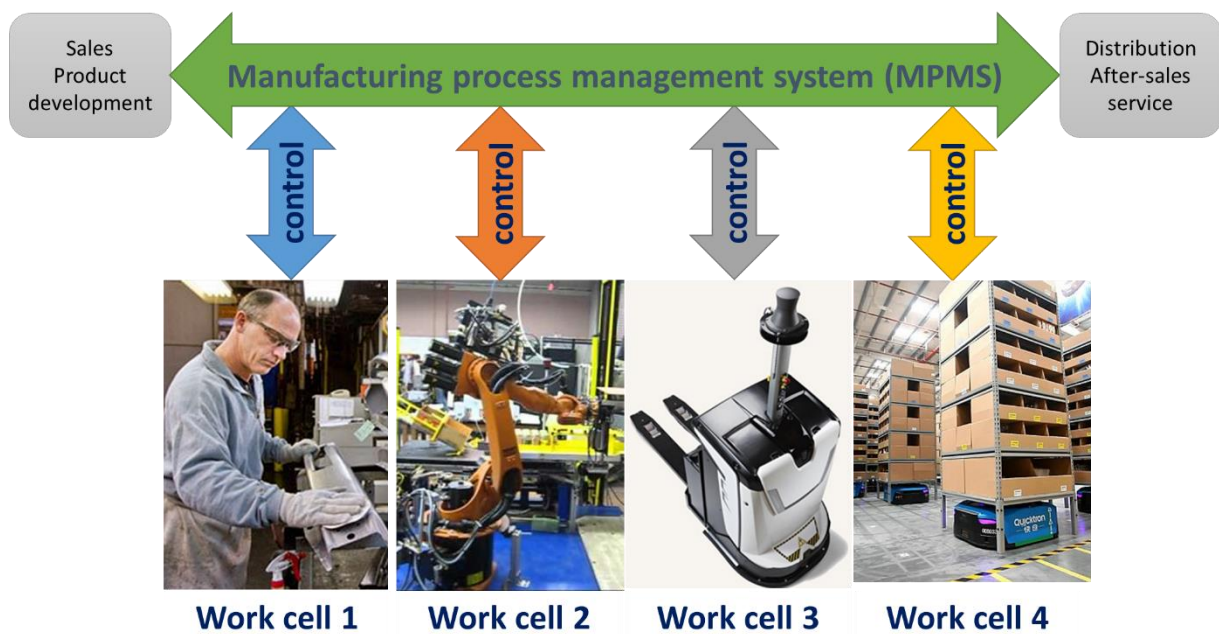 Sales
Product
development
Manufacturing process management system (MPMS)
Distribution
After-sales
service
control
control
control
control
Quicktron
Work cell 1
Work cell 2
Work cell 3
Work cell 4